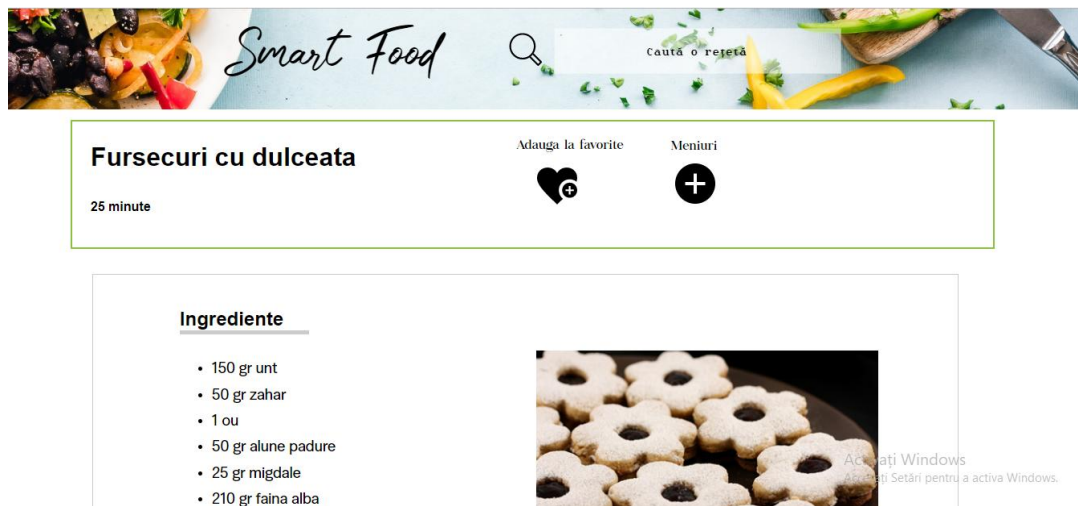 Smart Food
Caută o rețetă
Fursecuri cu dulceata
Adauga la favorite
Meniuri
25 minute
Ingrediente
• 150 gr unt
• 50 gr zahar
• 1 ou
• 50 gr alune padure
• 25 gr migdale
• 210 gr faina alba
Activați Windows
Accesați Setări pentru a activa Windows.